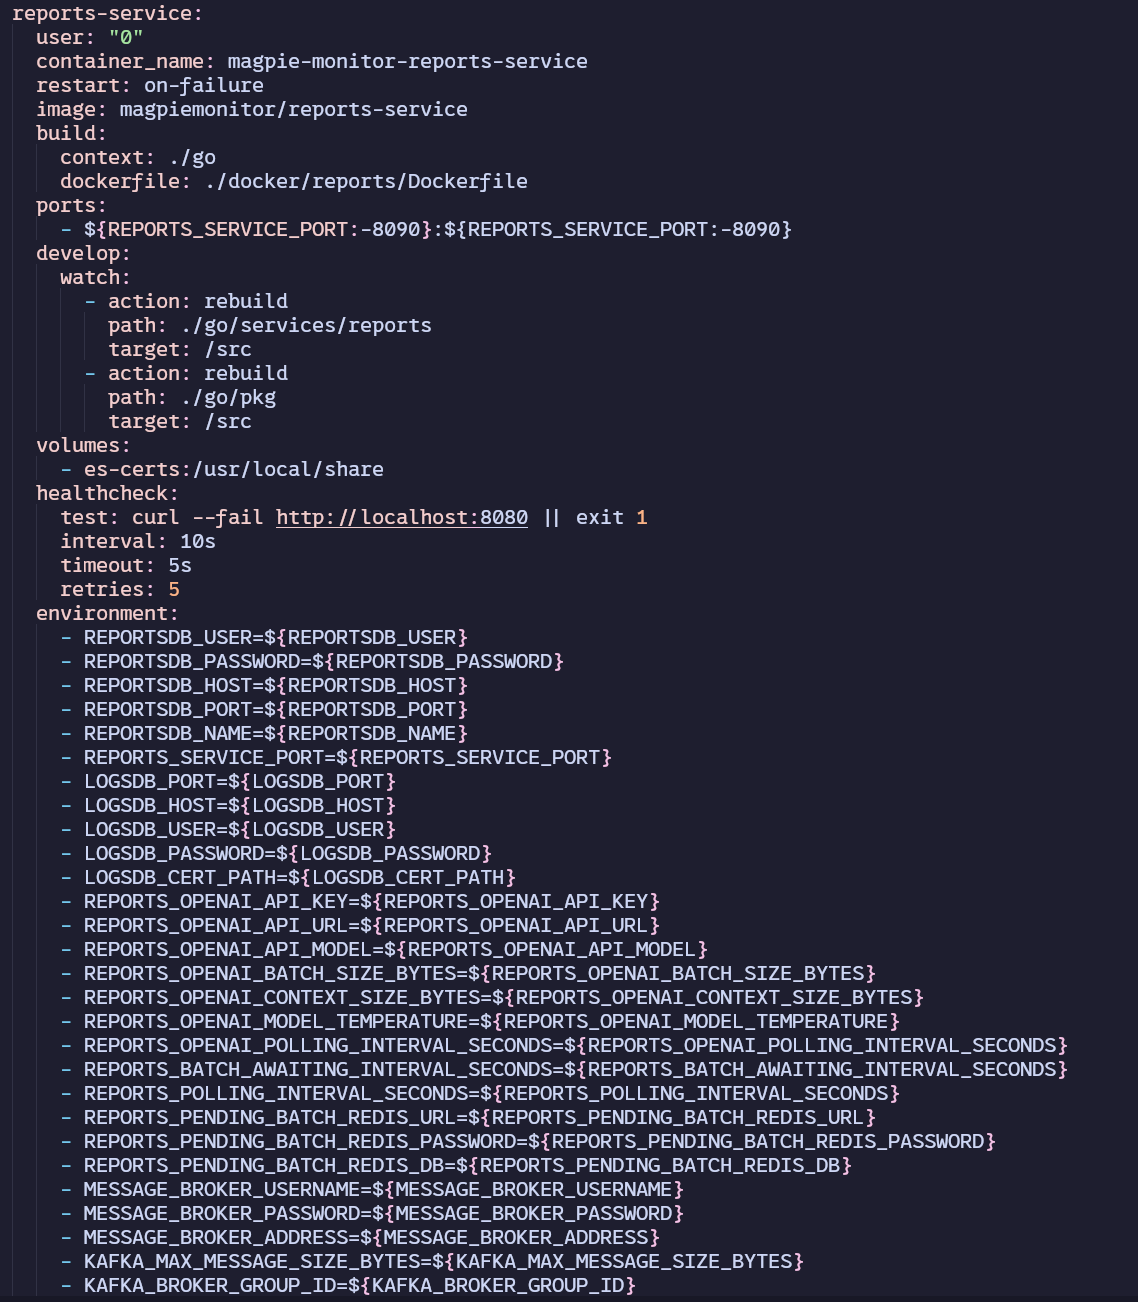 reports-service:
  user: "0"
  container_name: magpie-monitor-reports-service
  restart: on-failure
  image: magpiemonitor/reports-service
  build:
    context: ./go
    dockerfile: ./docker/reports/Dockerfile
  ports:
    - ${REPORTS_SERVICE_PORT:-8090}:${REPORTS_SERVICE_PORT:-8090}
  develop:
    watch:
      - action: rebuild
        path: ./go/services/reports
        target: /src
      - action: rebuild
        path: ./go/pkg
        target: /src
  volumes:
    - es-certs:/usr/local/share
  healthcheck:
    test: curl --fail http://localhost:8080 || exit 1
    interval: 10s
    timeout: 5s
    retries: 5
  environment:
    - REPORTSDB_USER=${REPORTSDB_USER}
    - REPORTSDB_PASSWORD=${REPORTSDB_PASSWORD}
    - REPORTSDB_HOST=${REPORTSDB_HOST}
    - REPORTSDB_PORT=${REPORTSDB_PORT}
    - REPORTSDB_NAME=${REPORTSDB_NAME}
    - REPORTS_SERVICE_PORT=${REPORTS_SERVICE_PORT}
    - LOGSDB_PORT=${LOGSDB_PORT}
    - LOGSDB_HOST=${LOGSDB_HOST}
    - LOGSDB_USER=${LOGSDB_USER}
    - LOGSDB_PASSWORD=${LOGSDB_PASSWORD}
    - LOGSDB_CERT_PATH=${LOGSDB_CERT_PATH}
    - REPORTS_OPENAI_API_KEY=${REPORTS_OPENAI_API_KEY}
    - REPORTS_OPENAI_API_URL=${REPORTS_OPENAI_API_URL}
    - REPORTS_OPENAI_API_MODEL=${REPORTS_OPENAI_API_MODEL}
    - REPORTS_OPENAI_BATCH_SIZE_BYTES=${REPORTS_OPENAI_BATCH_SIZE_BYTES}
    - REPORTS_OPENAI_CONTEXT_SIZE_BYTES=${REPORTS_OPENAI_CONTEXT_SIZE_BYTES}
    - REPORTS_OPENAI_MODEL_TEMPERATURE=${REPORTS_OPENAI_MODEL_TEMPERATURE}
    - REPORTS_OPENAI_POLLING_INTERVAL_SECONDS=${REPORTS_OPENAI_POLLING_INTERVAL_SECONDS}
    - REPORTS_BATCH_AWAITING_INTERVAL_SECONDS=${REPORTS_BATCH_AWAITING_INTERVAL_SECONDS}
    - REPORTS_POLLING_INTERVAL_SECONDS=${REPORTS_POLLING_INTERVAL_SECONDS}
    - REPORTS_PENDING_BATCH_REDIS_URL=${REPORTS_PENDING_BATCH_REDIS_URL}
    - REPORTS_PENDING_BATCH_REDIS_PASSWORD=${REPORTS_PENDING_BATCH_REDIS_PASSWORD}
    - REPORTS_PENDING_BATCH_REDIS_DB=${REPORTS_PENDING_BATCH_REDIS_DB}
    - MESSAGE_BROKER_USERNAME=${MESSAGE_BROKER_USERNAME}
    - MESSAGE_BROKER_PASSWORD=${MESSAGE_BROKER_PASSWORD}
    - MESSAGE_BROKER_ADDRESS=${MESSAGE_BROKER_ADDRESS}
    - KAFKA_MAX_MESSAGE_SIZE_BYTES=${KAFKA_MAX_MESSAGE_SIZE_BYTES}
    - KAFKA_BROKER_GROUP_ID=${KAFKA_BROKER_GROUP_ID}